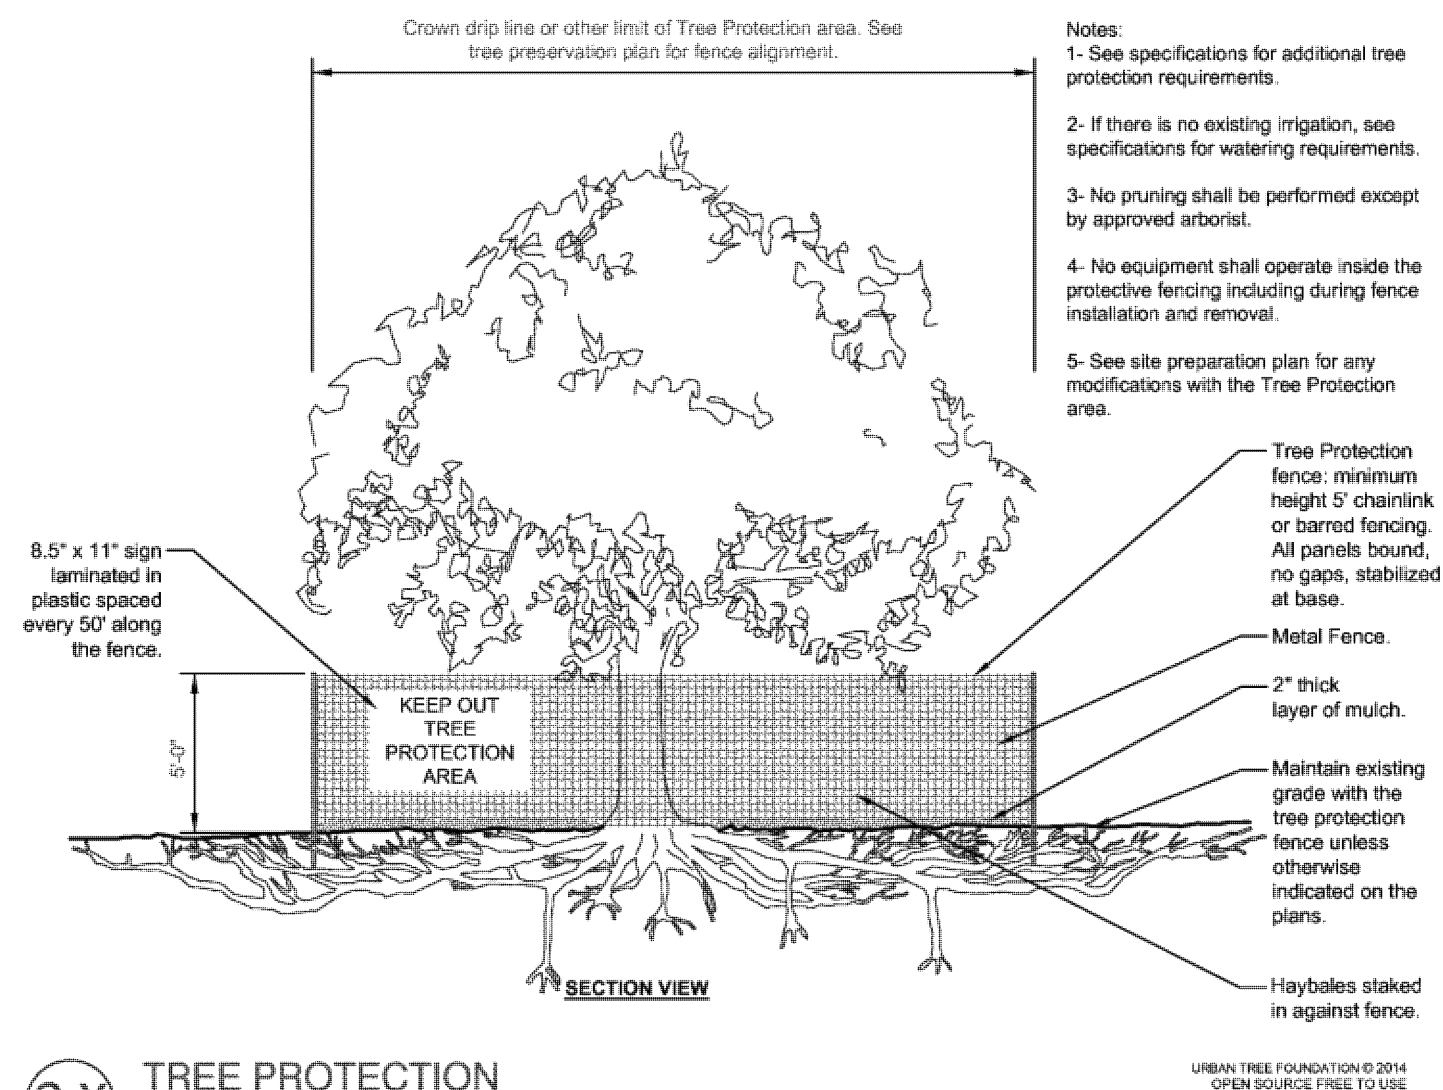 Crown drip line or other limit of Tree Protection area. See
tree preservation plan for fence alignment.
Notes:
1- See specifications for additional tree
protection requirements.
2- If there is no existing irrigation, see
specifications for watering requirements.
3- No pruning shall be performed except
by approved arborist.
4- No equipment shall operate inside the
protective fencing including during fence
installation and removal.
5- See site preparation plan for any
modifications with the Tree Protection
area.
Tree Protection
fence: minimum
height 5' chainlink
or barred fencing.
All panels bound,
no gaps, stabilized
at base.
8.5" x 11" sign
laminated in
plastic spaced
every 50' along
the fence.
Metal Fence.
2" thick
layer of mulch.
KEEP OUT
TREE
PROTECTION
AREA
5'-0"
Maintain existing
grade with the
tree protection
fence unless
otherwise
indicated on the
plans.
Haybales staked
in against fence.
SECTION VIEW
TREE PROTECTION
URBAN TREE FOUNDATION © 2014
OPEN SOURCE FREE TO USE